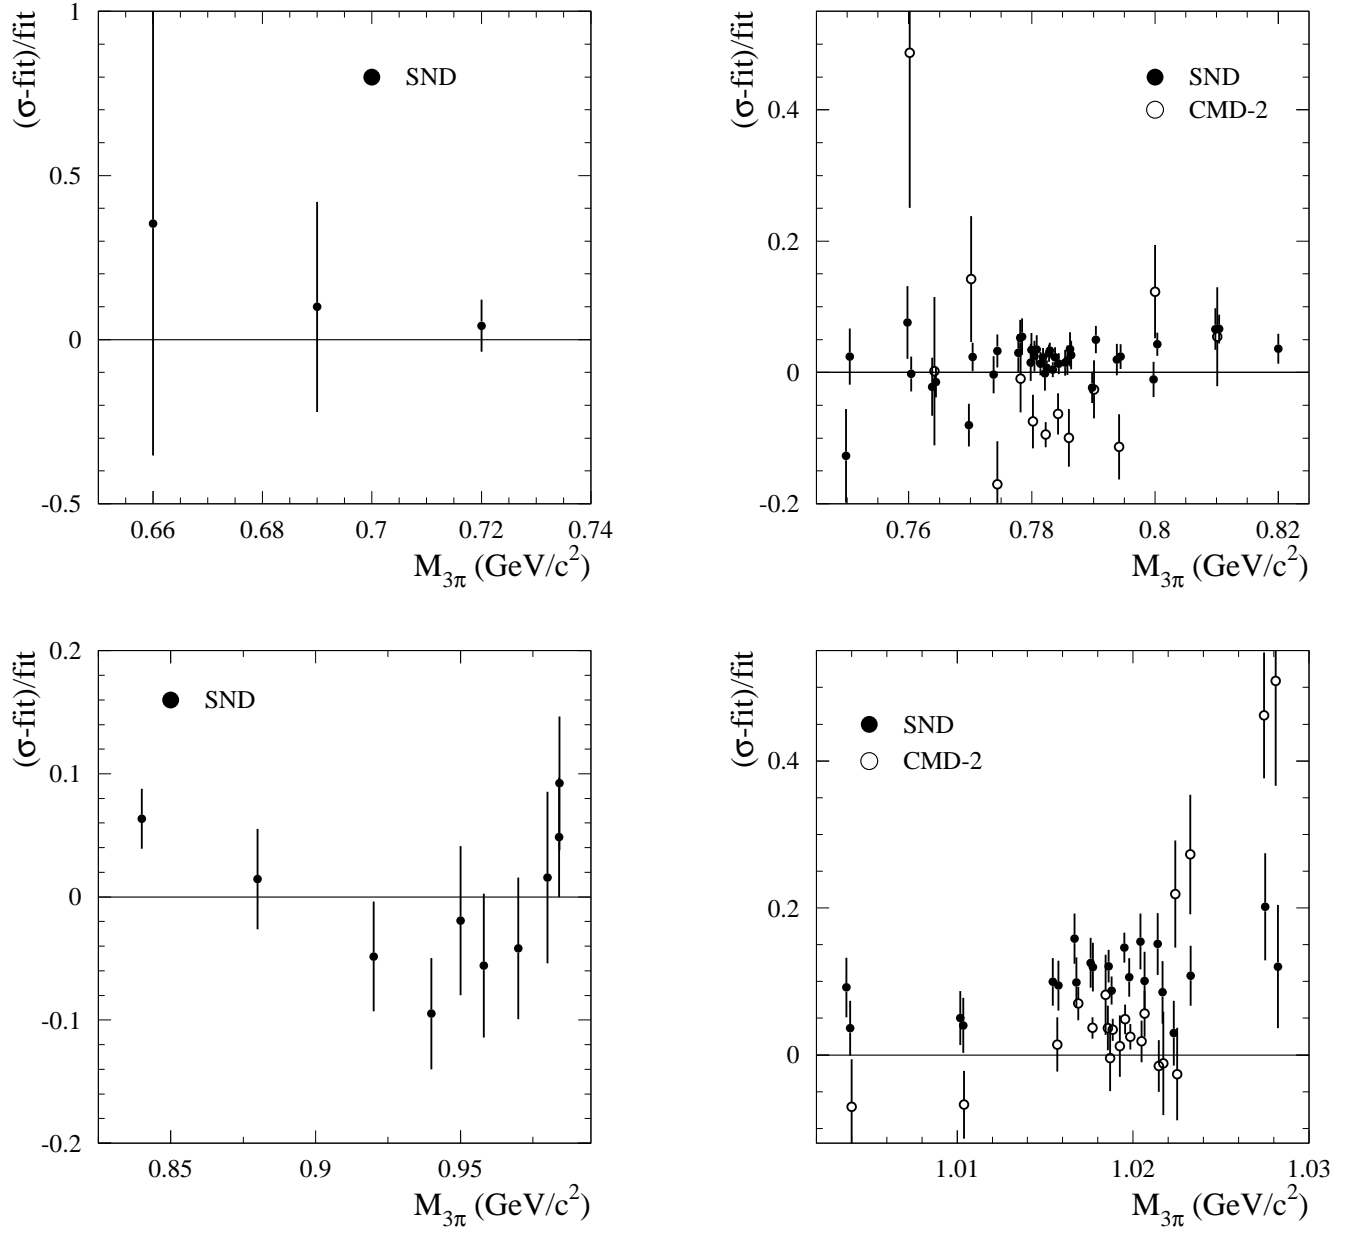 (σ-fit)/fit
1
0.5
0
-0.5
SND
0.66
0.68
0.7
0.72
0.74
M3π (GeV/c2)
(σ-fit)/fit
0.4
0.2
0
-0.2
SND
CMD-2
0.76
0.78
0.8
0.82
M3π (GeV/c2)
(σ-fit)/fit
0.2
0.1
0
-0.1
-0.2
SND
0.85
0.9
0.95
M3π (GeV/c2)
(σ-fit)/fit
0.4
0.2
0
SND
CMD-2
1.01
1.02
1.03
M3π (GeV/c2)